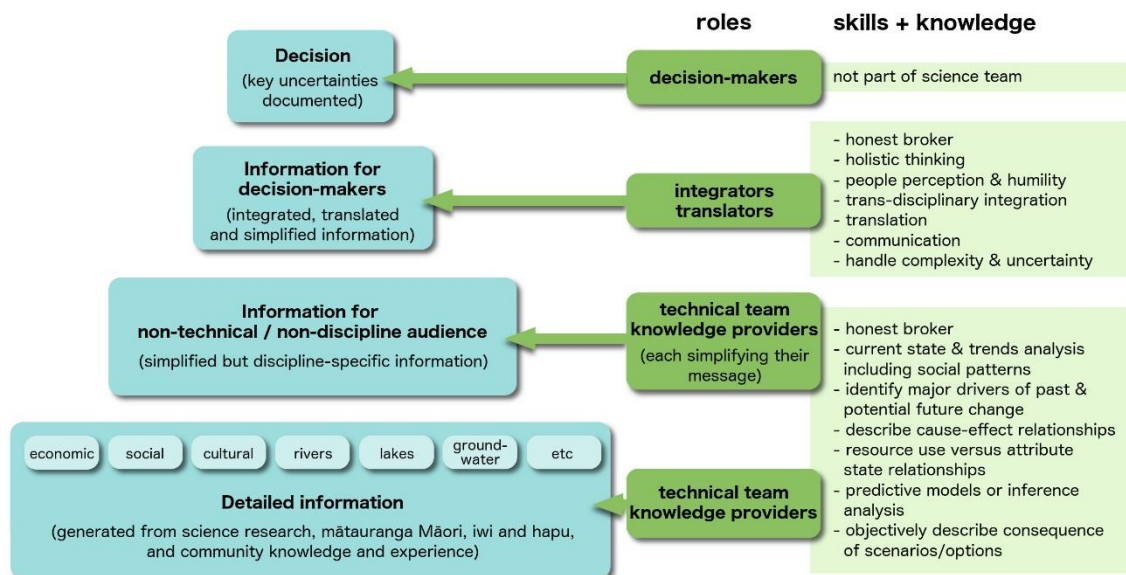 roles
skills + knowledge
Decision
(key uncertainties
documented)
decision-makers
not part of science team
Information for
decision-makers
(integrated, translated
and simplified information)
integrators
translators
- honest broker
- holistic thinking
- people perception & humility
- trans-disciplinary integration
- translation
- communication
- handle complexity & uncertainty
Information for
non-technical / non-discipline audience
(simplified but discipline-specific information)
technical team
knowledge providers
(each simplifying their
message)
- honest broker
- current state & trends analysis
including social patterns
- identify major drivers of past &
potential future change
- describe cause-effect relationships
- resource use versus attribute
state relationships
- predictive models or inference
analysis
- objectively describe consequence
of scenarios/options
economic
social
cultural
rivers
lakes
ground-
water
etc
Detailed information
(generated from science research, mātauranga Māori, iwi and hapu,
and community knowledge and experience)
technical team
knowledge providers